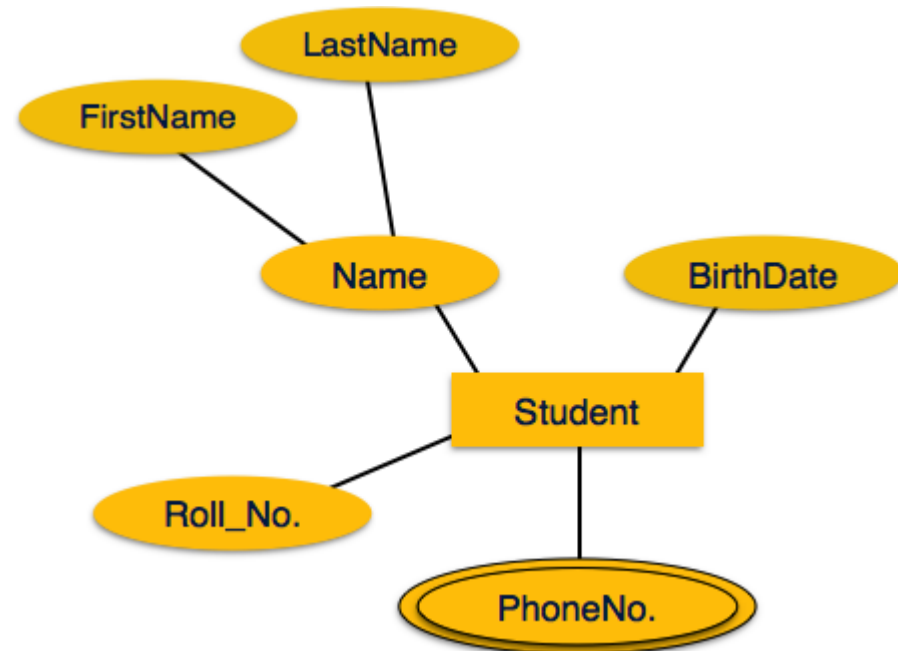 LastName
FirstName
Name
BirthDate
Student
Roll_No.
PhoneNo.